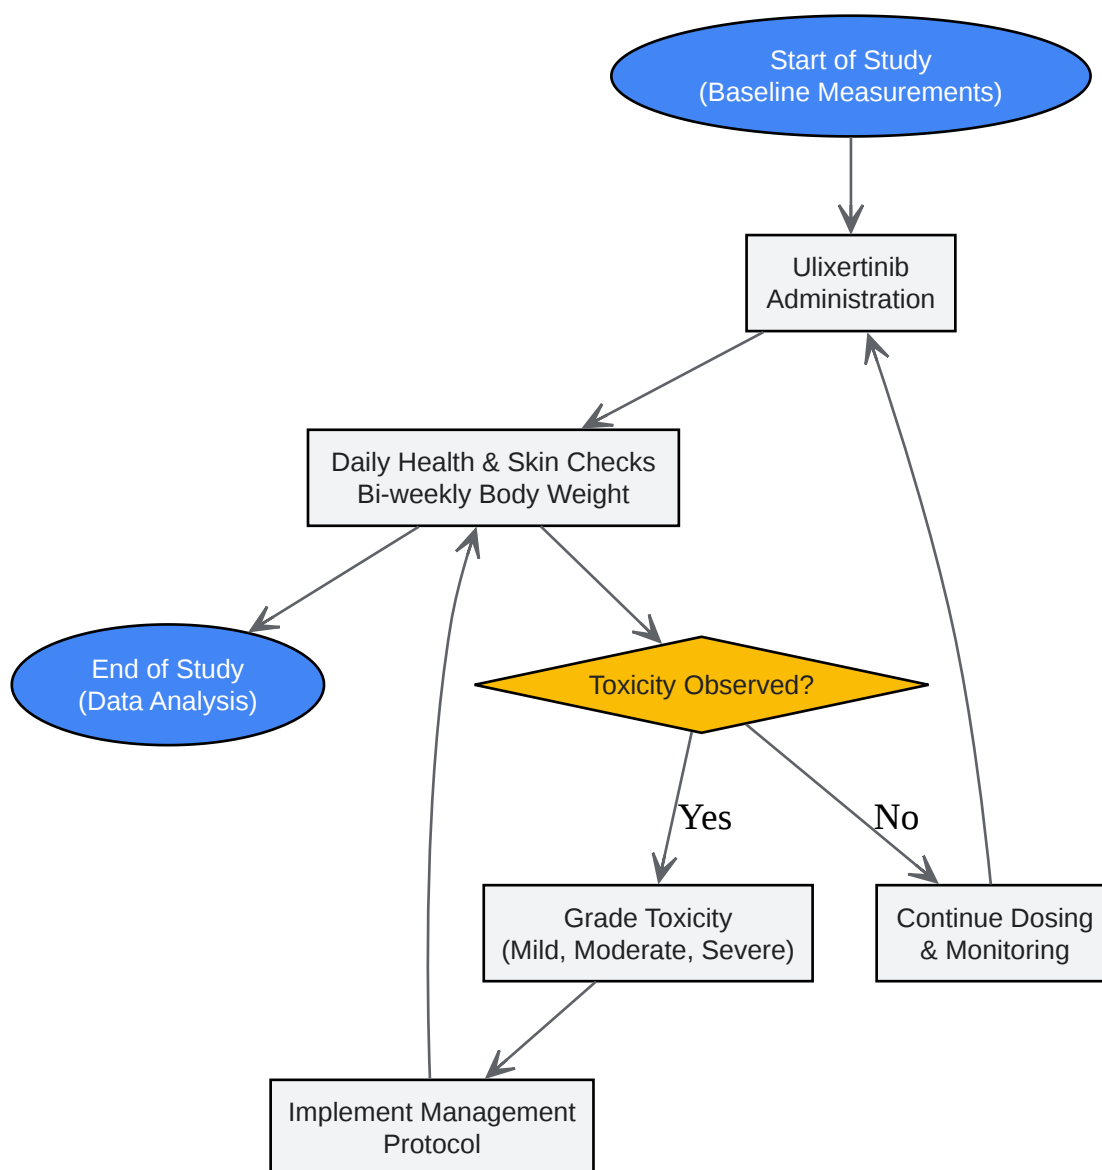 Start of Study
(Baseline Measurements)
Ulixertinib
Administration
Daily Health & Skin Checks
Bi-weekly Body Weight
End of Study
(Data Analysis)
Toxicity Observed?
Yes
No
Grade Toxicity
(Mild, Moderate, Severe)
Continue Dosing
& Monitoring
Implement Management
Protocol